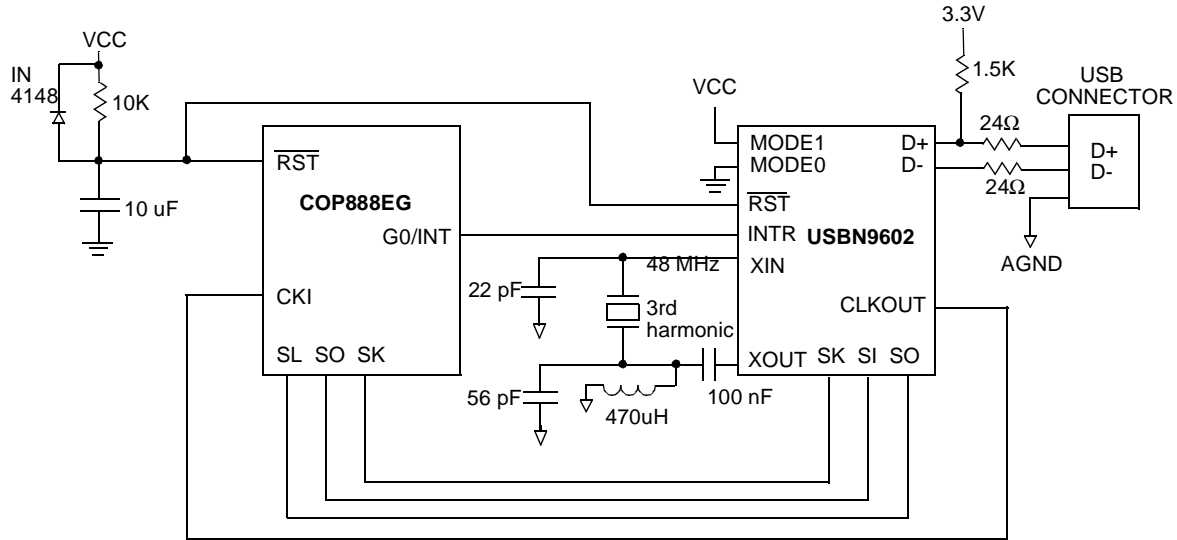 3.3V
VCC
IN
4148
10K
1.5K
USB
CONNECTOR
VCC
24Ω
MODE1
D+
D+
MODE0
D-
D-
24Ω
RST
RST
10 uF
COP888EG
G0/INT
INTR
USBN9602
48 MHz
XIN
AGND
22 pF
CKI
3rd
harmonic
CLKOUT
SL SO SK
XOUT SK SI SO
56 pF
100 nF
470uH